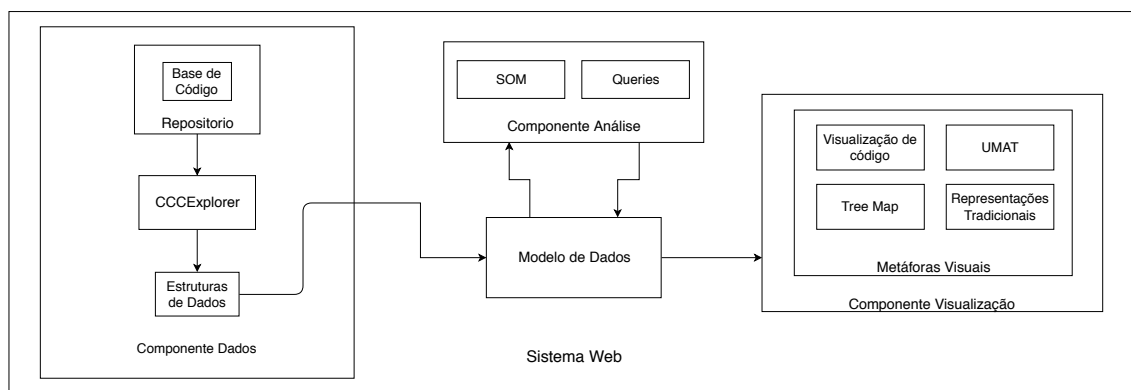 Base de
Código
Repositorio
CCCExplorer
Estruturas
de Dados
Componente Dados
SOM
Queries
Componente Análise
Modelo de Dados
Sistema Web
Visualização de
código
UMAT
Tree Map
Representações
Tradicionais
Metáforas Visuais
Componente Visualização